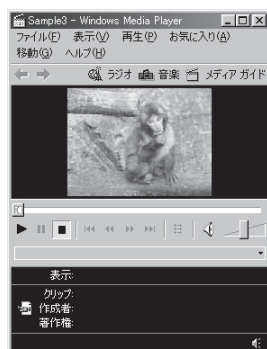 Sample3 - Windows Media Player
ファイル(F) 表示(V) 再生(P) お気に入り(A)
移動(G) ヘルプ(H)
ラジオ 音楽 メディア ガイド
表示:
クリップ:
作成者:
著作権: